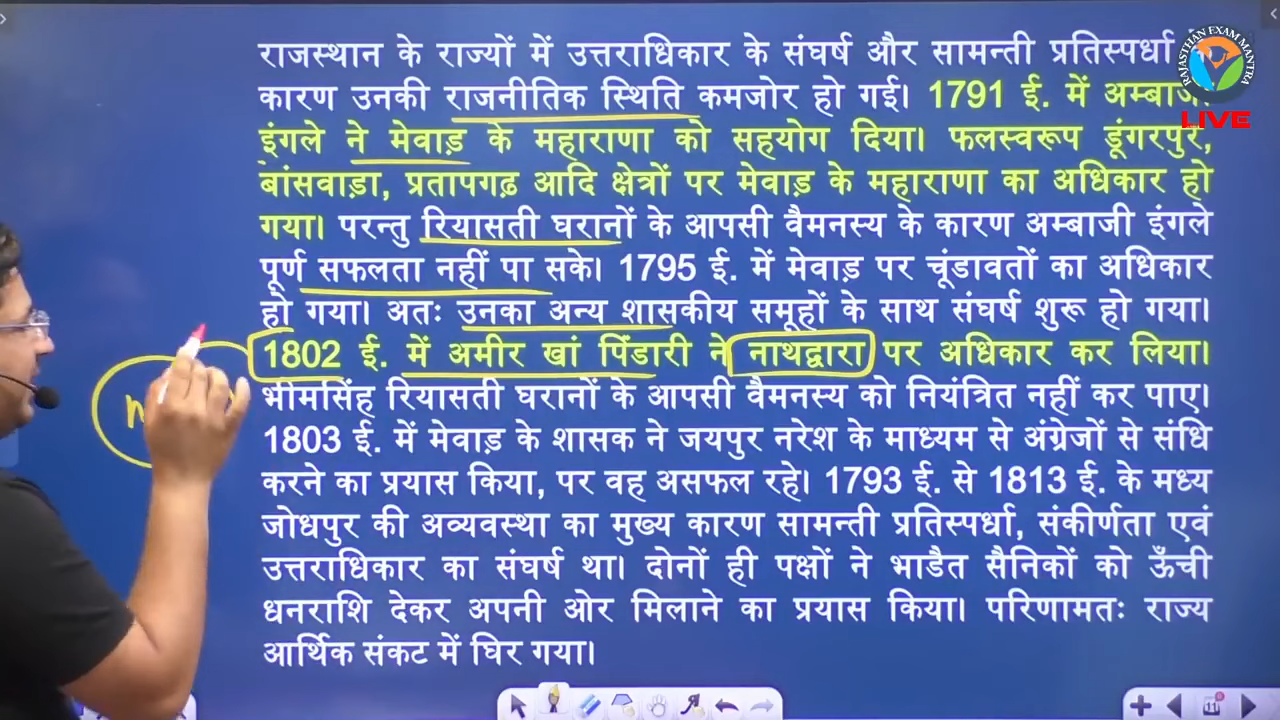 राजस्थान के राज्यों में उत्तराधिकार के संघर्ष और सामन्ती प्रतिस्पर्धा
कारण उनकी राजनीतिक स्थिति कमजोर हो गई। 1791 ई. में अम्बाजी
इंगले ने मेवाड़ के महाराणा को सहयोग दिया। फलस्वरूप डूंगरपुर,
बांसवाड़ा, प्रतापगढ़ आदि क्षेत्रों पर मेवाड़ के महाराणा का अधिकार हो
गया। परन्तु रियासती घरानों के आपसी वैमनस्य के कारण अम्बाजी इंगले
पूर्ण सफलता नहीं पा सके। 1795 ई. में मेवाड़ पर चूंडावतों का अधिकार
हो गया। अतः उनका अन्य शासकीय समूहों के साथ संघर्ष शुरू हो गया।
1802 ई. में अमीर खां पिंडारी ने नाथद्वारा पर अधिकार कर लिया।
भीमसिंह रियासती घरानों के आपसी वैमनस्य को नियंत्रित नहीं कर पाए।
1803 ई. में मेवाड़ के शासक ने जयपुर नरेश के माध्यम से अंग्रेजों से संधि
करने का प्रयास किया, पर वह असफल रहे। 1793 ई. से 1813 ई. के मध्य
जोधपुर की अव्यवस्था का मुख्य कारण सामन्ती प्रतिस्पर्धा, संकीर्णता एवं
उत्तराधिकार का संघर्ष था। दोनों ही पक्षों ने भाडैत सैनिकों को ऊँची
धनराशि देकर अपनी ओर मिलाने का प्रयास किया। परिणामतः राज्य
आर्थिक संकट में घिर गया।
RAJASTHAN EXAM MANTRA
LIVE
11